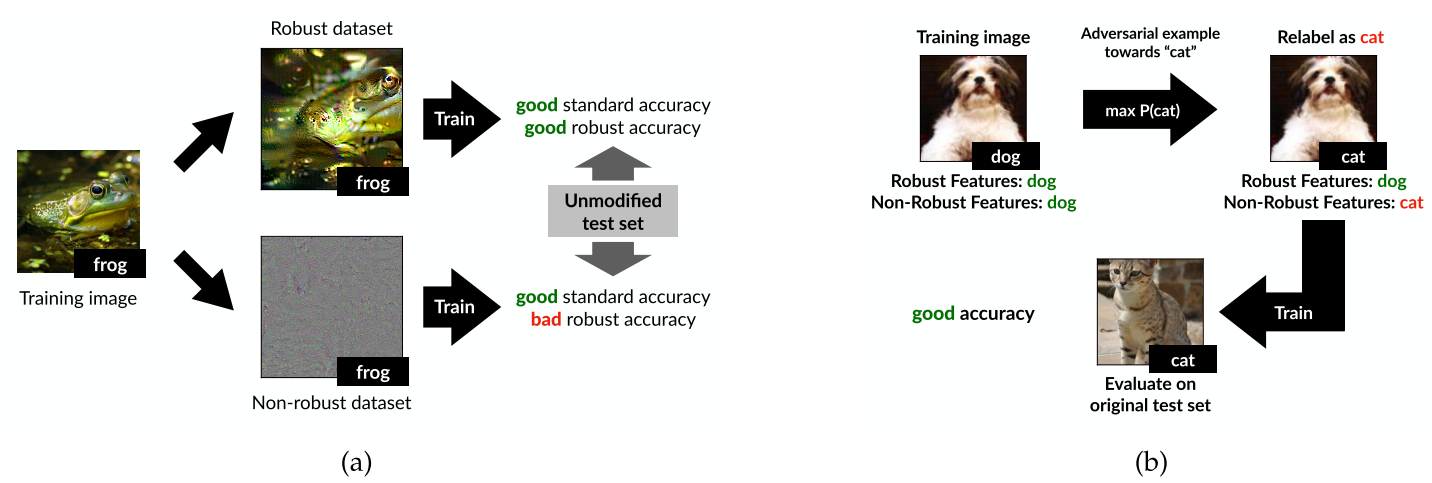 Robust dataset
frog
Train
good standard accuracy
good robust accuracy
frog
Training image
Unmodified
test set
frog
Non-robust dataset
Train
good standard accuracy
bad robust accuracy
(a)
Training image
dog
Robust Features: dog
Non-Robust Features: dog
Adversarial example
towards “cat”
max P(cat)
Relabel as cat
cat
Robust Features: dog
Non-Robust Features: cat
Train
cat
Evaluate on
original test set
good accuracy
(b)